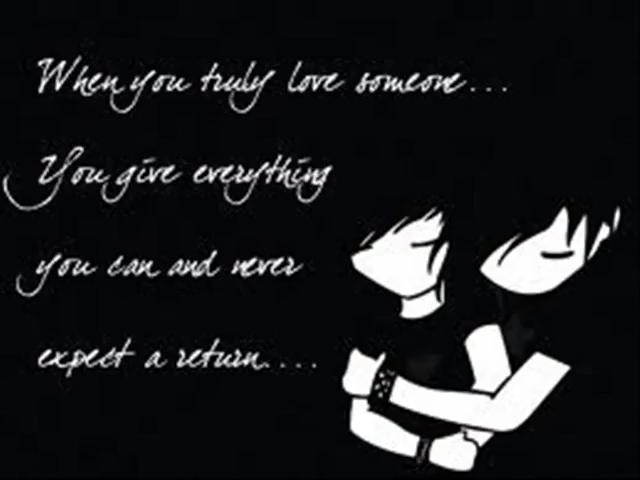 When you truly love someone...
You give everything
you can and never
expect a return....